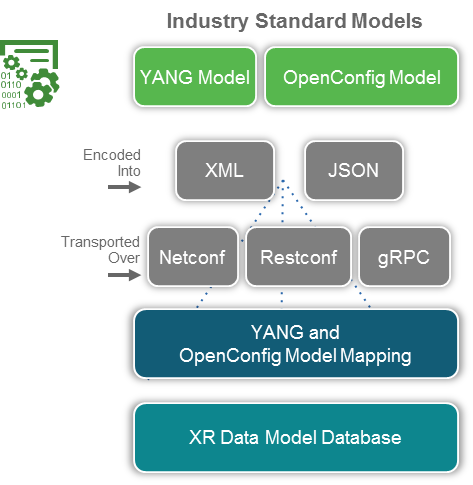 Industry Standard Models
YANG Model
OpenConfig Model
01
0110
0001
01101
Encoded
Into
XML
JSON
Transported
Over
Netconf
Restconf
gRPC
YANG and
OpenConfig Model Mapping
XR Data Model Database